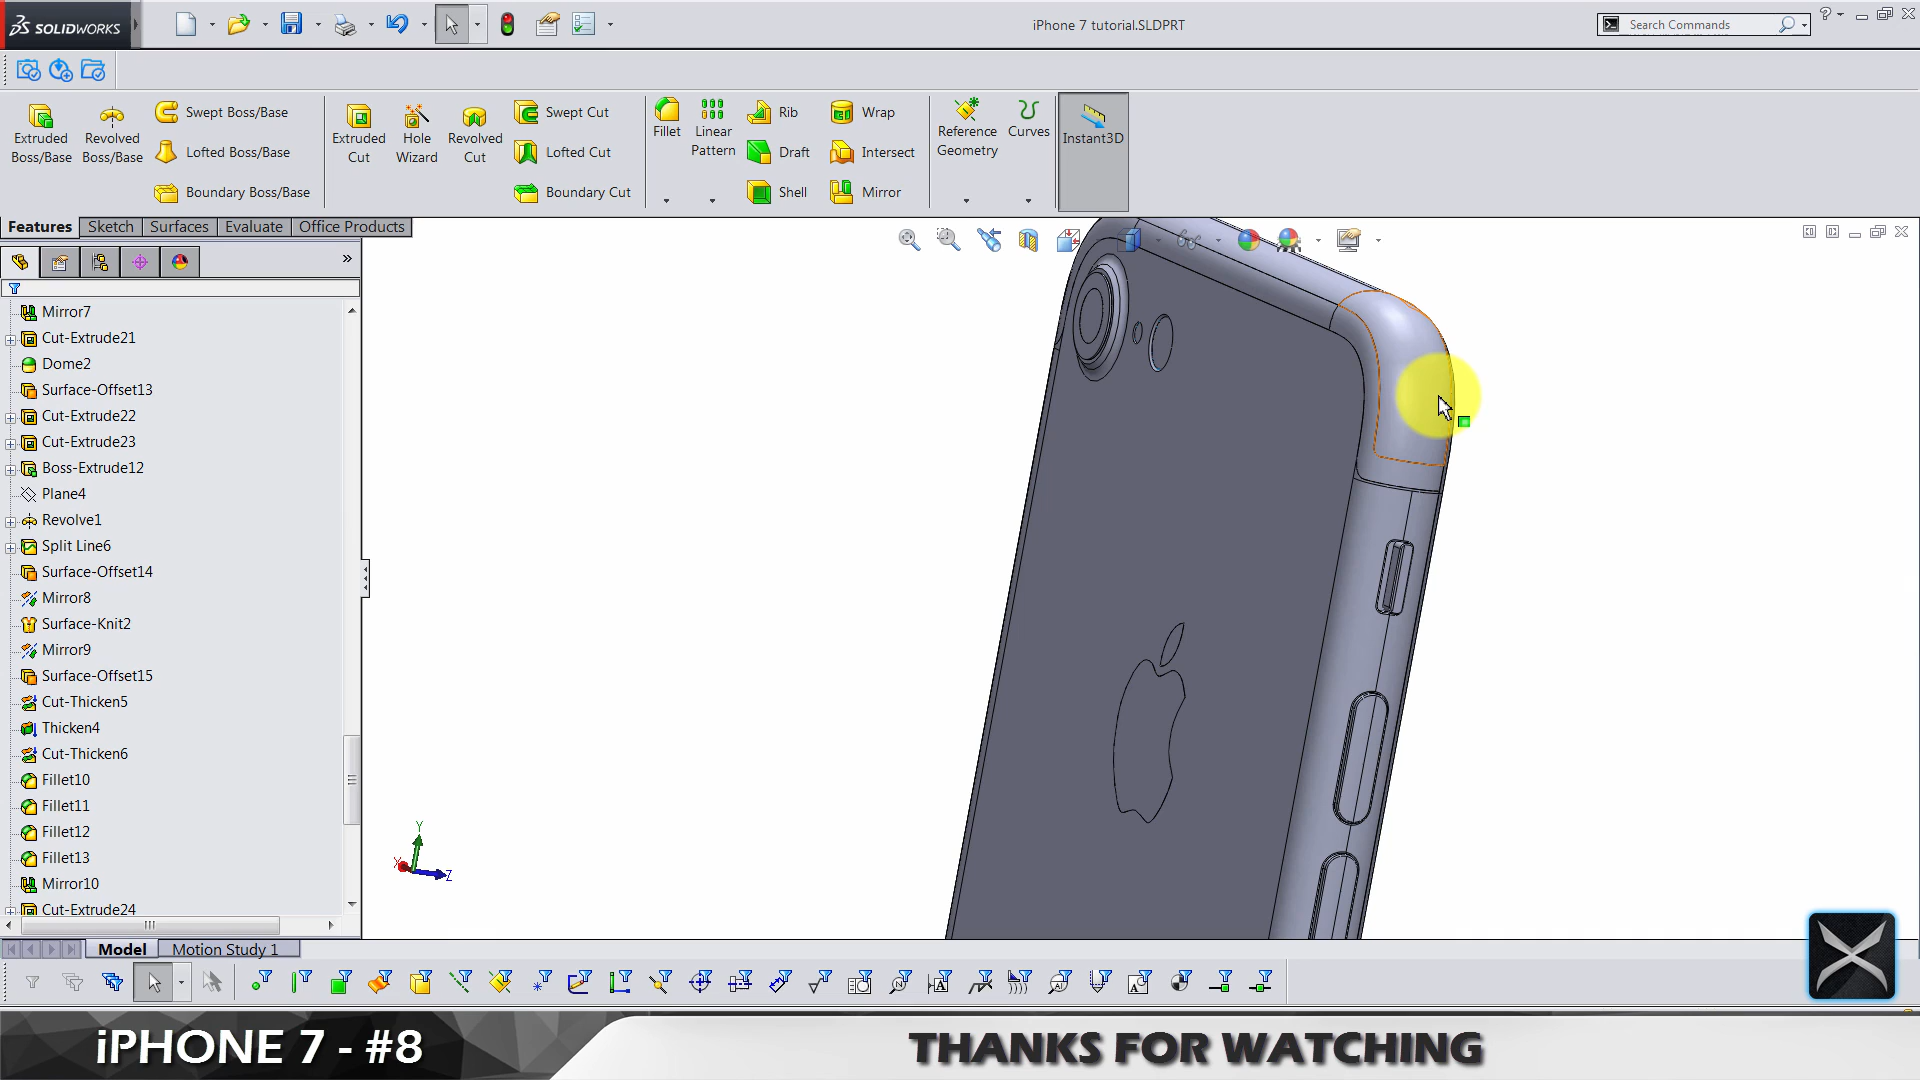 SOLIDWORKS
iPhone 7 tutorial.SLDPRT
Search Commands
?
Extruded Boss/Base
Revolved Boss/Base
Swept Boss/Base
Lofted Boss/Base
Boundary Boss/Base
Extruded Cut
Hole Wizard
Revolved Cut
Swept Cut
Lofted Cut
Boundary Cut
Fillet
Linear Pattern
Rib
Draft
Shell
Wrap
Intersect
Mirror
Reference Geometry
Curves
Instant3D
Features Sketch Surfaces Evaluate Office Products
Mirror7
Cut-Extrude21
Dome2
Surface-Offset13
Cut-Extrude22
Cut-Extrude23
Boss-Extrude12
Plane4
Revolve1
Split Line6
Surface-Offset14
Mirror8
Surface-Knit2
Mirror9
Surface-Offset15
Cut-Thicken5
Thicken4
Cut-Thicken6
Fillet10
Fillet11
Fillet12
Fillet13
Mirror10
Cut-Extrude24
Y
X
Z
Model Motion Study 1
iPHONE 7 - #8
THANKS FOR WATCHING